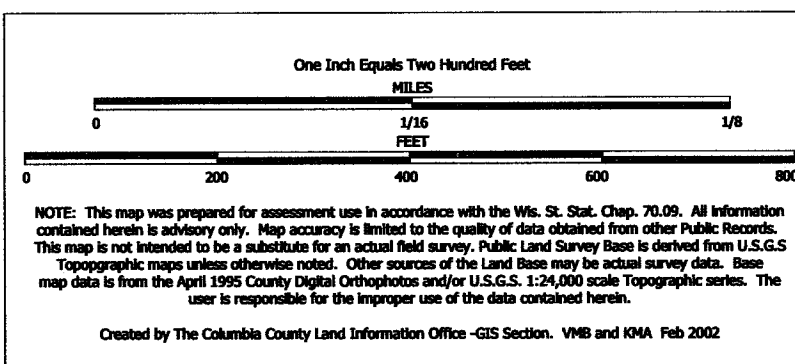 One Inch Equals Two Hundred Feet
MILES
0 1/16 1/8
FEET
0 200 400 600 800
NOTE: This map was prepared for assessment use in accordance with the Wis. St. Stat. Chap. 70.09. All information
contained herein is advisory only. Map accuracy is limited to the quality of data obtained from other Public Records.
This map is not intended to be a substitute for an actual field survey. Public Land Survey Base is derived from U.S.G.S
Topopgraphic maps unless otherwise noted. Other sources of the Land Base may be actual survey data. Base
map data is from the April 1995 County Digital Orthophotos and/or U.S.G.S. 1:24,000 scale Topographic series. The
user is responsible for the improper use of the data contained herein.
Created by The Columbia County Land Information Office -GIS Section. VMB and KMA Feb 2002